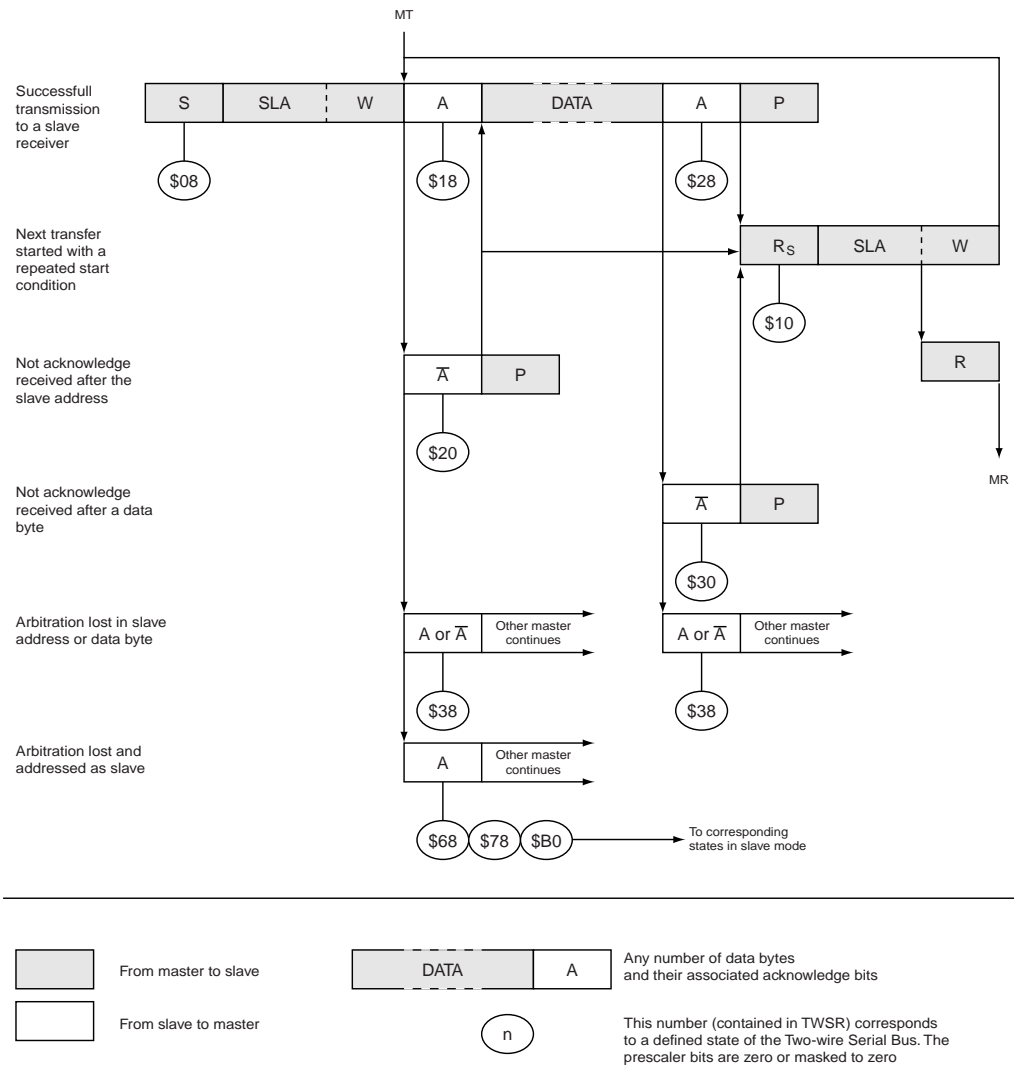 MT
Successfull
transmission
to a slave
receiver
S SLA W A DATA A P
$08 $18 $28
Next transfer
started with a
repeated start
condition
RS SLA W
$10
Not acknowledge
received after the
slave address
A̅ P
R
$20
MR
Not acknowledge
received after a data
byte
A̅ P
$30
Arbitration lost in slave
address or data byte
A or A̅ Other master
continues
A or A̅ Other master
continues
$38 $38
Arbitration lost and
addressed as slave
A Other master
continues
$68 $78 $B0
To corresponding
states in slave mode
From master to slave
DATA A
Any number of data bytes
and their associated acknowledge bits
From slave to master
n
This number (contained in TWSR) corresponds
to a defined state of the Two-wire Serial Bus. The
prescaler bits are zero or masked to zero